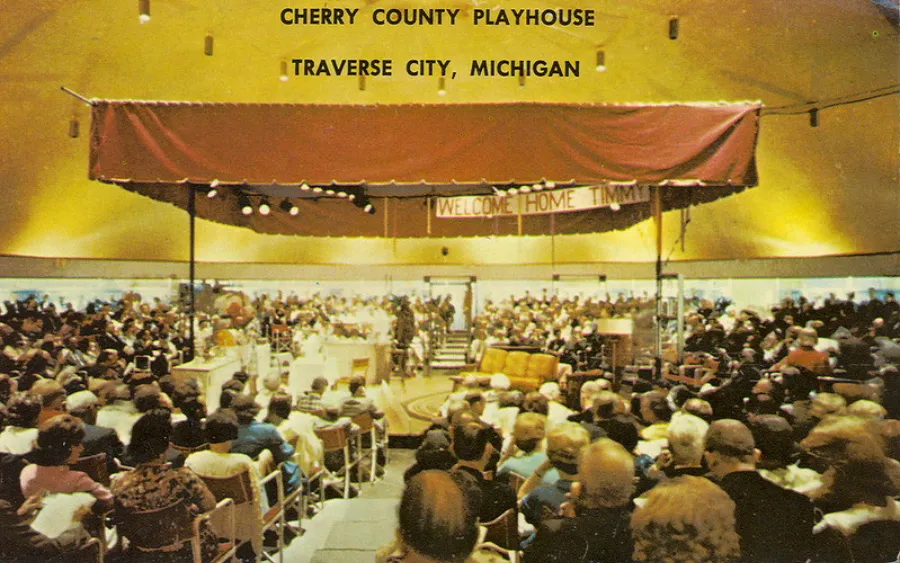 CHERRY COUNTY PLAYHOUSE
TRAVERSE CITY, MICHIGAN
WELCOME HOME TIMMY